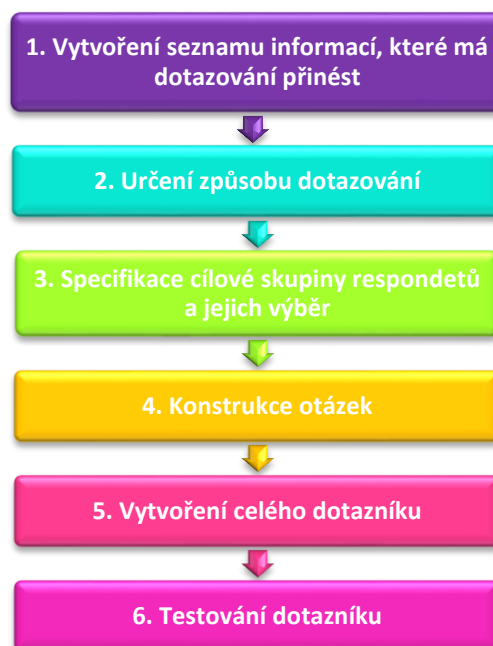 1. Vytvoření seznamu informací, které má
dotazování přinést
2. Určení způsobu dotazování
3. Specifikace cílové skupiny respondetů
a jejich výběr
4. Konstrukce otázek
5. Vytvoření celého dotazníku
6. Testování dotazníku